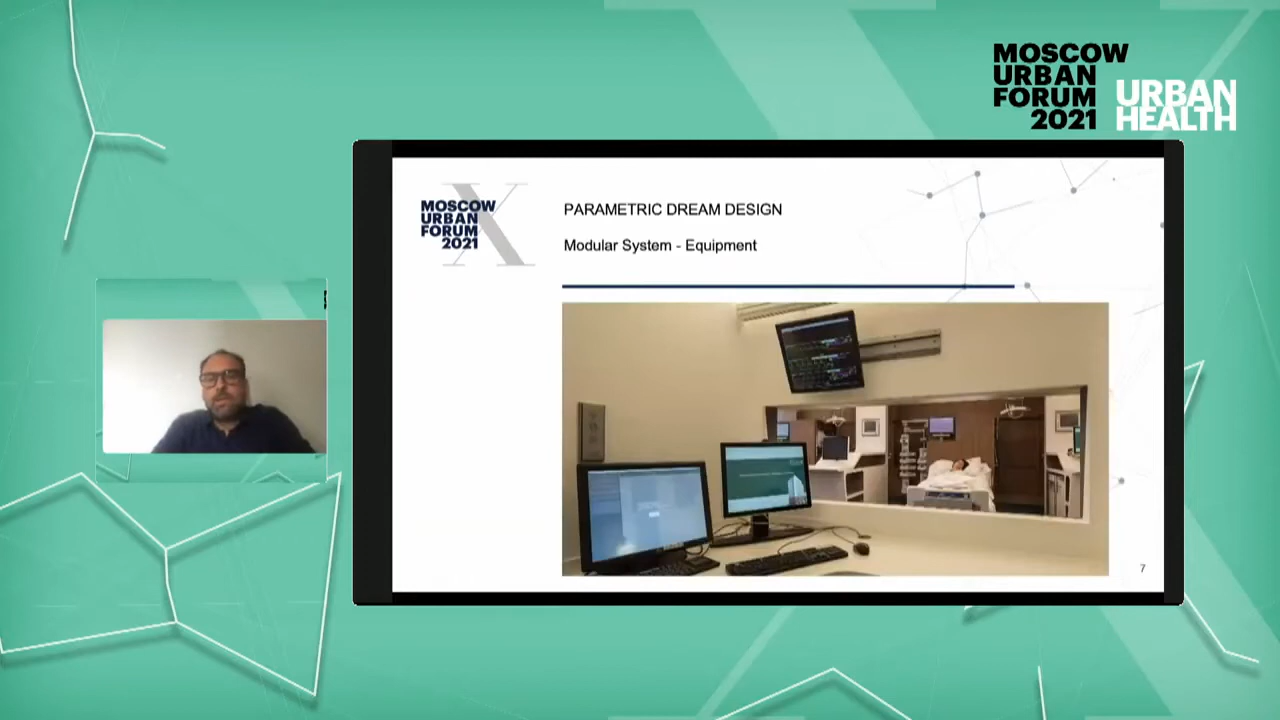 MOSCOW
URBAN
FORUM
2021
URBAN
HEALTH
MOSCOW
URBAN
FORUM
2021
X
PARAMETRIC DREAM DESIGN
Modular System - Equipment
7